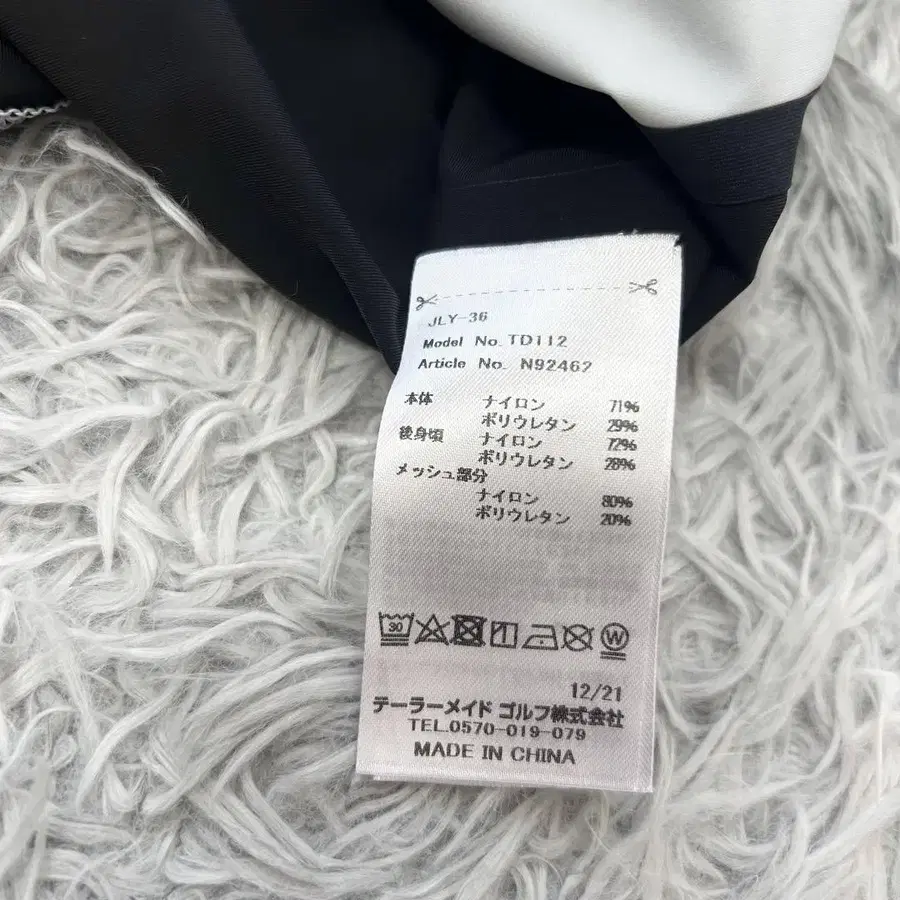 JLY-36
Model No. TD112
Article No. N92462
本体 ナイロン 71%
ポリウレタン 29%
後身頃 ナイロン 72%
ポリウレタン 28%
メッシュ部分
ナイロン 80%
ポリウレタン 20%
30 W
12/21
テーラーメイド ゴルフ株式会社
TEL.0570-019-079
MADE IN CHINA